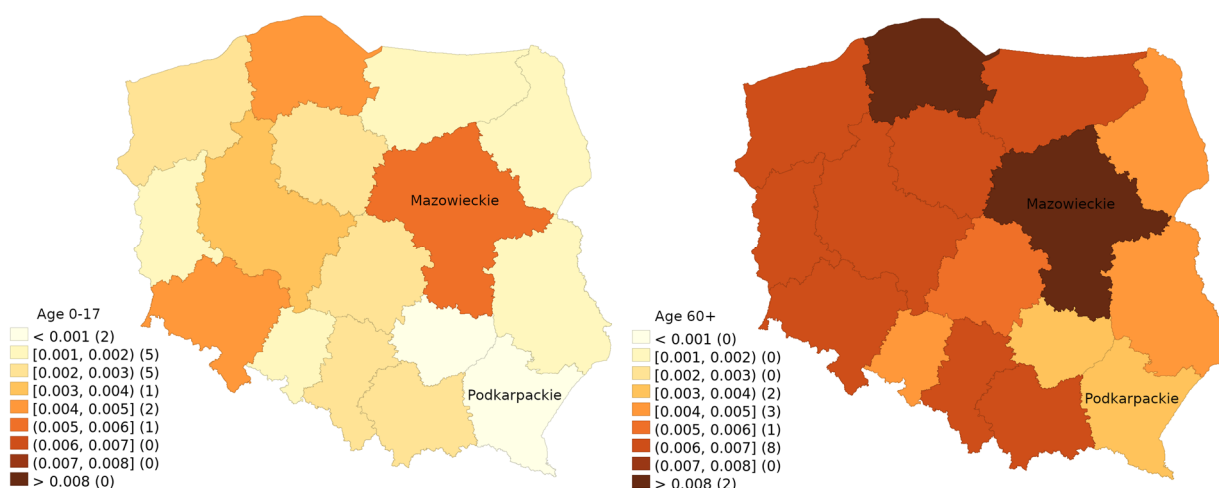 Mazowieckie
Podkarpackie
Age 0-17
< 0.001 (2)
[0.001, 0.002) (5)
[0.002, 0.003) (5)
[0.003, 0.004) (1)
[0.004, 0.005] (2)
(0.005, 0.006] (1)
(0.006, 0.007] (0)
(0.007, 0.008] (0)
> 0.008 (0)
Mazowieckie
Podkarpackie
Age 60+
< 0.001 (0)
[0.001, 0.002) (0)
[0.002, 0.003) (0)
[0.003, 0.004) (2)
[0.004, 0.005] (3)
(0.005, 0.006] (1)
(0.006, 0.007] (8)
(0.007, 0.008] (0)
> 0.008 (2)